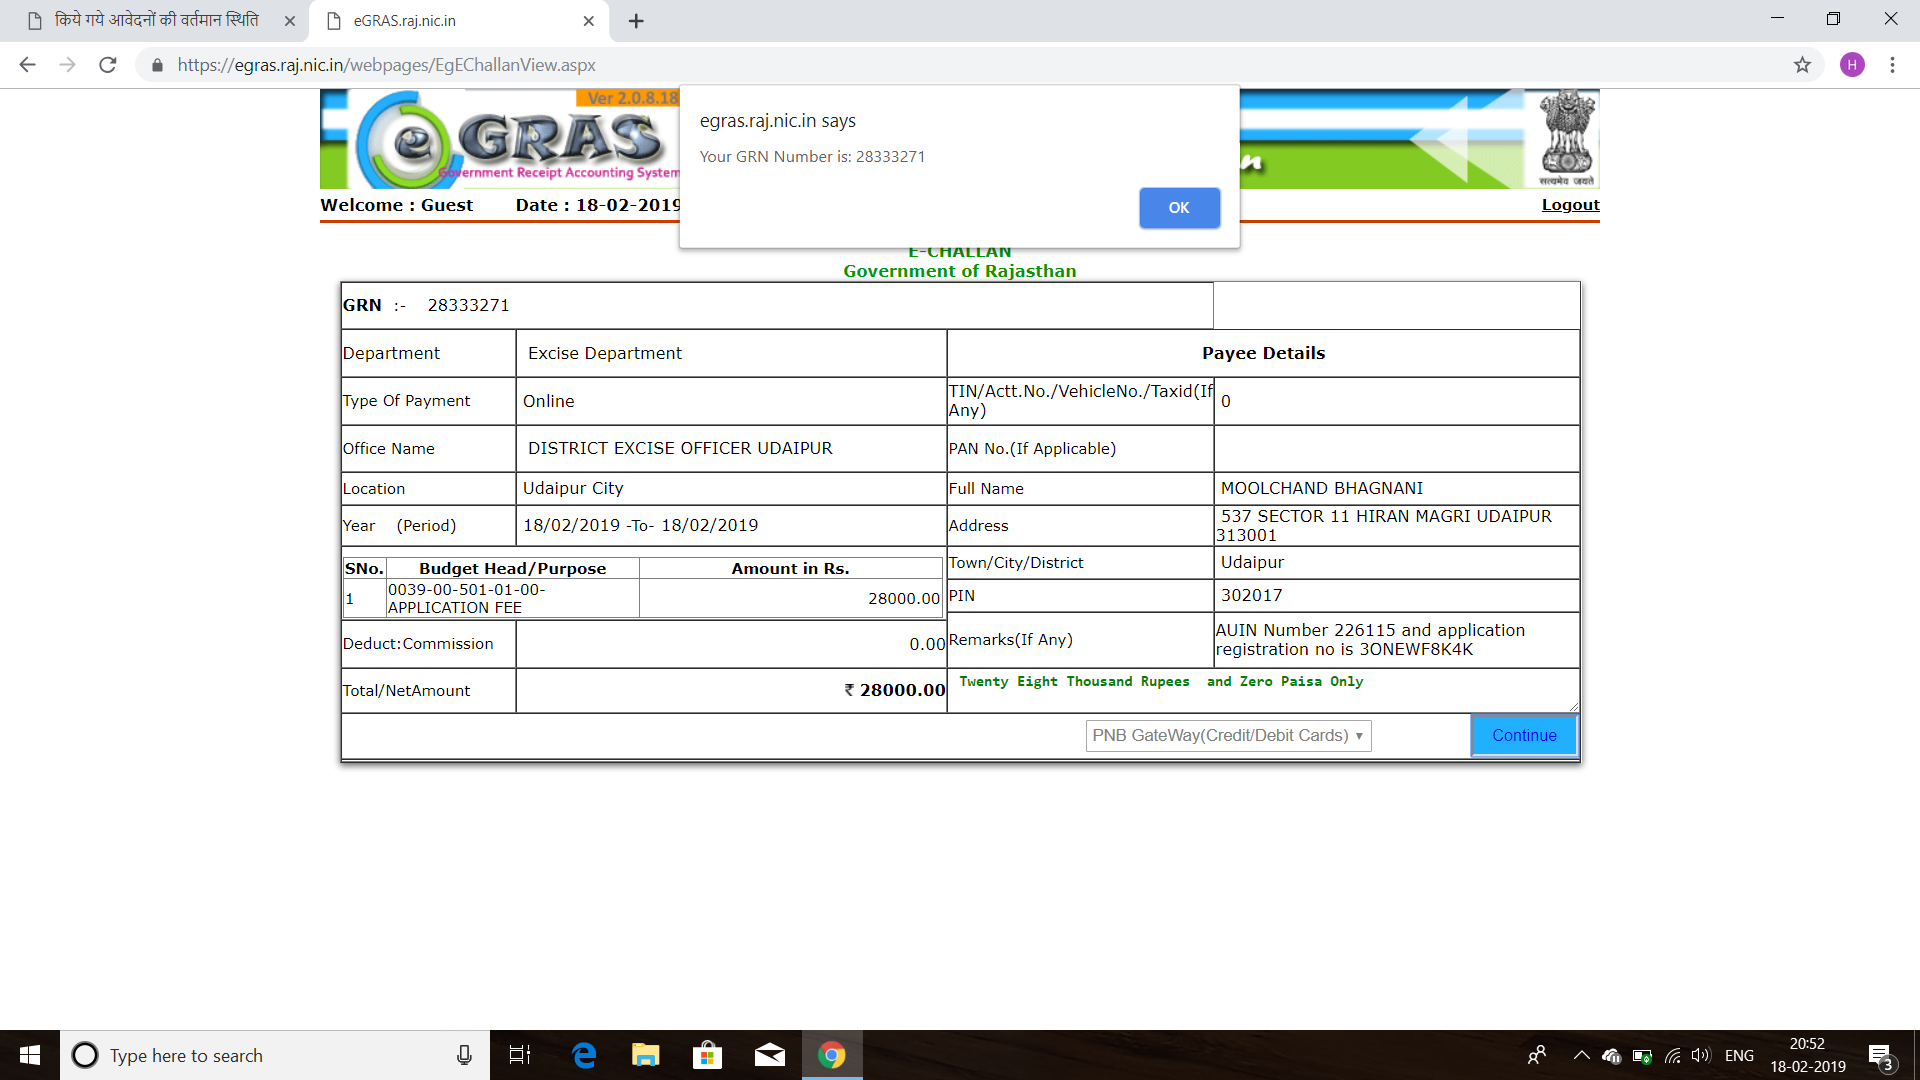 किये गये आवेदनों की वर्तमान स्थिति
eGRAS.raj.nic.in
https://egras.raj.nic.in/webpages/EgEChallanView.aspx
H
Ver 2.0.8.18
eGRAS
Government Receipt Accounting System
सत्यमेव जयते
egras.raj.nic.in says
Your GRN Number is: 28333271
OK
Welcome : Guest Date : 18-02-2019
Logout
E-CHALLAN
Government of Rajasthan
GRN :- 28333271
Department Excise Department Payee Details
Type Of Payment Online TIN/Actt.No./VehicleNo./Taxid(If Any) 0
Office Name DISTRICT EXCISE OFFICER UDAIPUR PAN No.(If Applicable)
Location Udaipur City Full Name MOOLCHAND BHAGNANI
Year (Period) 18/02/2019 -To- 18/02/2019 Address 537 SECTOR 11 HIRAN MAGRI UDAIPUR 313001
Town/City/District Udaipur
SNo. Budget Head/Purpose Amount in Rs.
1 0039-00-501-01-00-APPLICATION FEE 28000.00
PIN 302017
Deduct:Commission 0.00
Remarks(If Any) AUIN Number 226115 and application registration no is 3ONEWF8K4K
Total/NetAmount ₹ 28000.00
Twenty Eight Thousand Rupees and Zero Paisa Only
PNB GateWay(Credit/Debit Cards)
Continue
Type here to search
ENG
20:52
18-02-2019
3